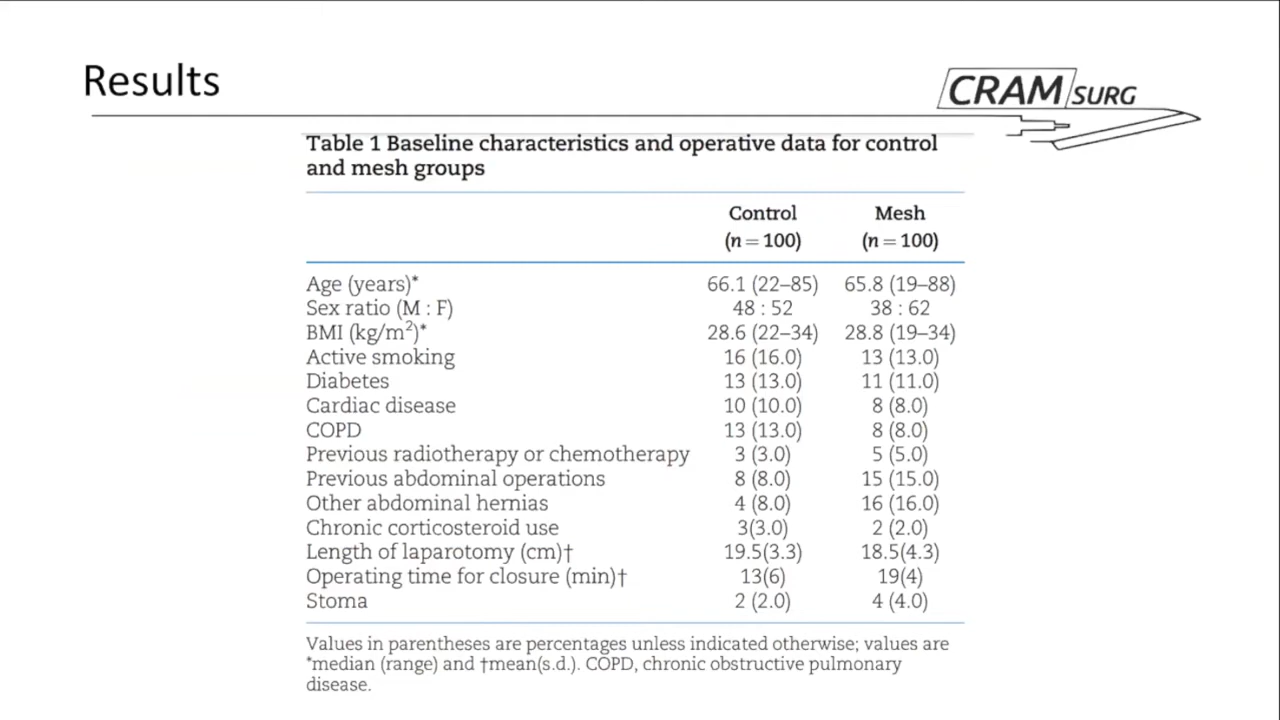 Results
CRAM SURG
Table 1 Baseline characteristics and operative data for control
and mesh groups
Control Mesh
(n = 100) (n = 100)
Age (years)* 66.1 (22–85) 65.8 (19–88)
Sex ratio (M : F) 48 : 52 38 : 62
BMI (kg/m²)* 28.6 (22–34) 28.8 (19–34)
Active smoking 16 (16.0) 13 (13.0)
Diabetes 13 (13.0) 11 (11.0)
Cardiac disease 10 (10.0) 8 (8.0)
COPD 13 (13.0) 8 (8.0)
Previous radiotherapy or chemotherapy 3 (3.0) 5 (5.0)
Previous abdominal operations 8 (8.0) 15 (15.0)
Other abdominal hernias 4 (8.0) 16 (16.0)
Chronic corticosteroid use 3(3.0) 2 (2.0)
Length of laparotomy (cm)† 19.5(3.3) 18.5(4.3)
Operating time for closure (min)† 13(6) 19(4)
Stoma 2 (2.0) 4 (4.0)
Values in parentheses are percentages unless indicated otherwise; values are
*median (range) and †mean(s.d.). COPD, chronic obstructive pulmonary
disease.